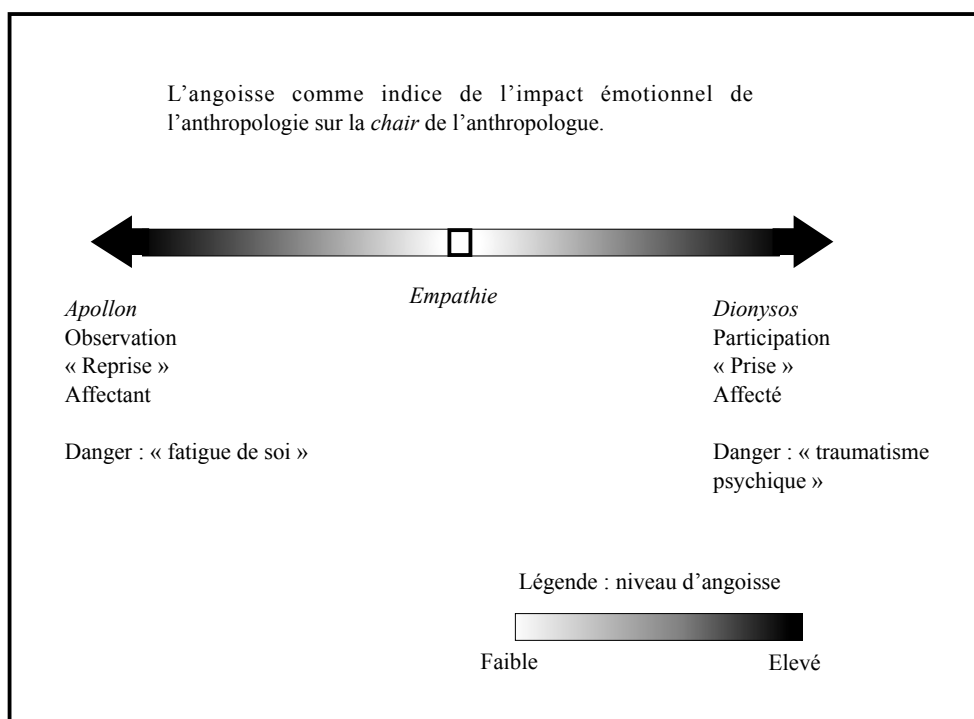 L’angoisse comme indice de l’impact émotionnel de
l’anthropologie sur la chair de l’anthropologue.
Empathie
Apollon
Observation
« Reprise »
Affectant
Danger : « fatigue de soi »
Dionysos
Participation
« Prise »
Affecté
Danger : « traumatisme
psychique »
Légende : niveau d’angoisse
Faible
Elevé